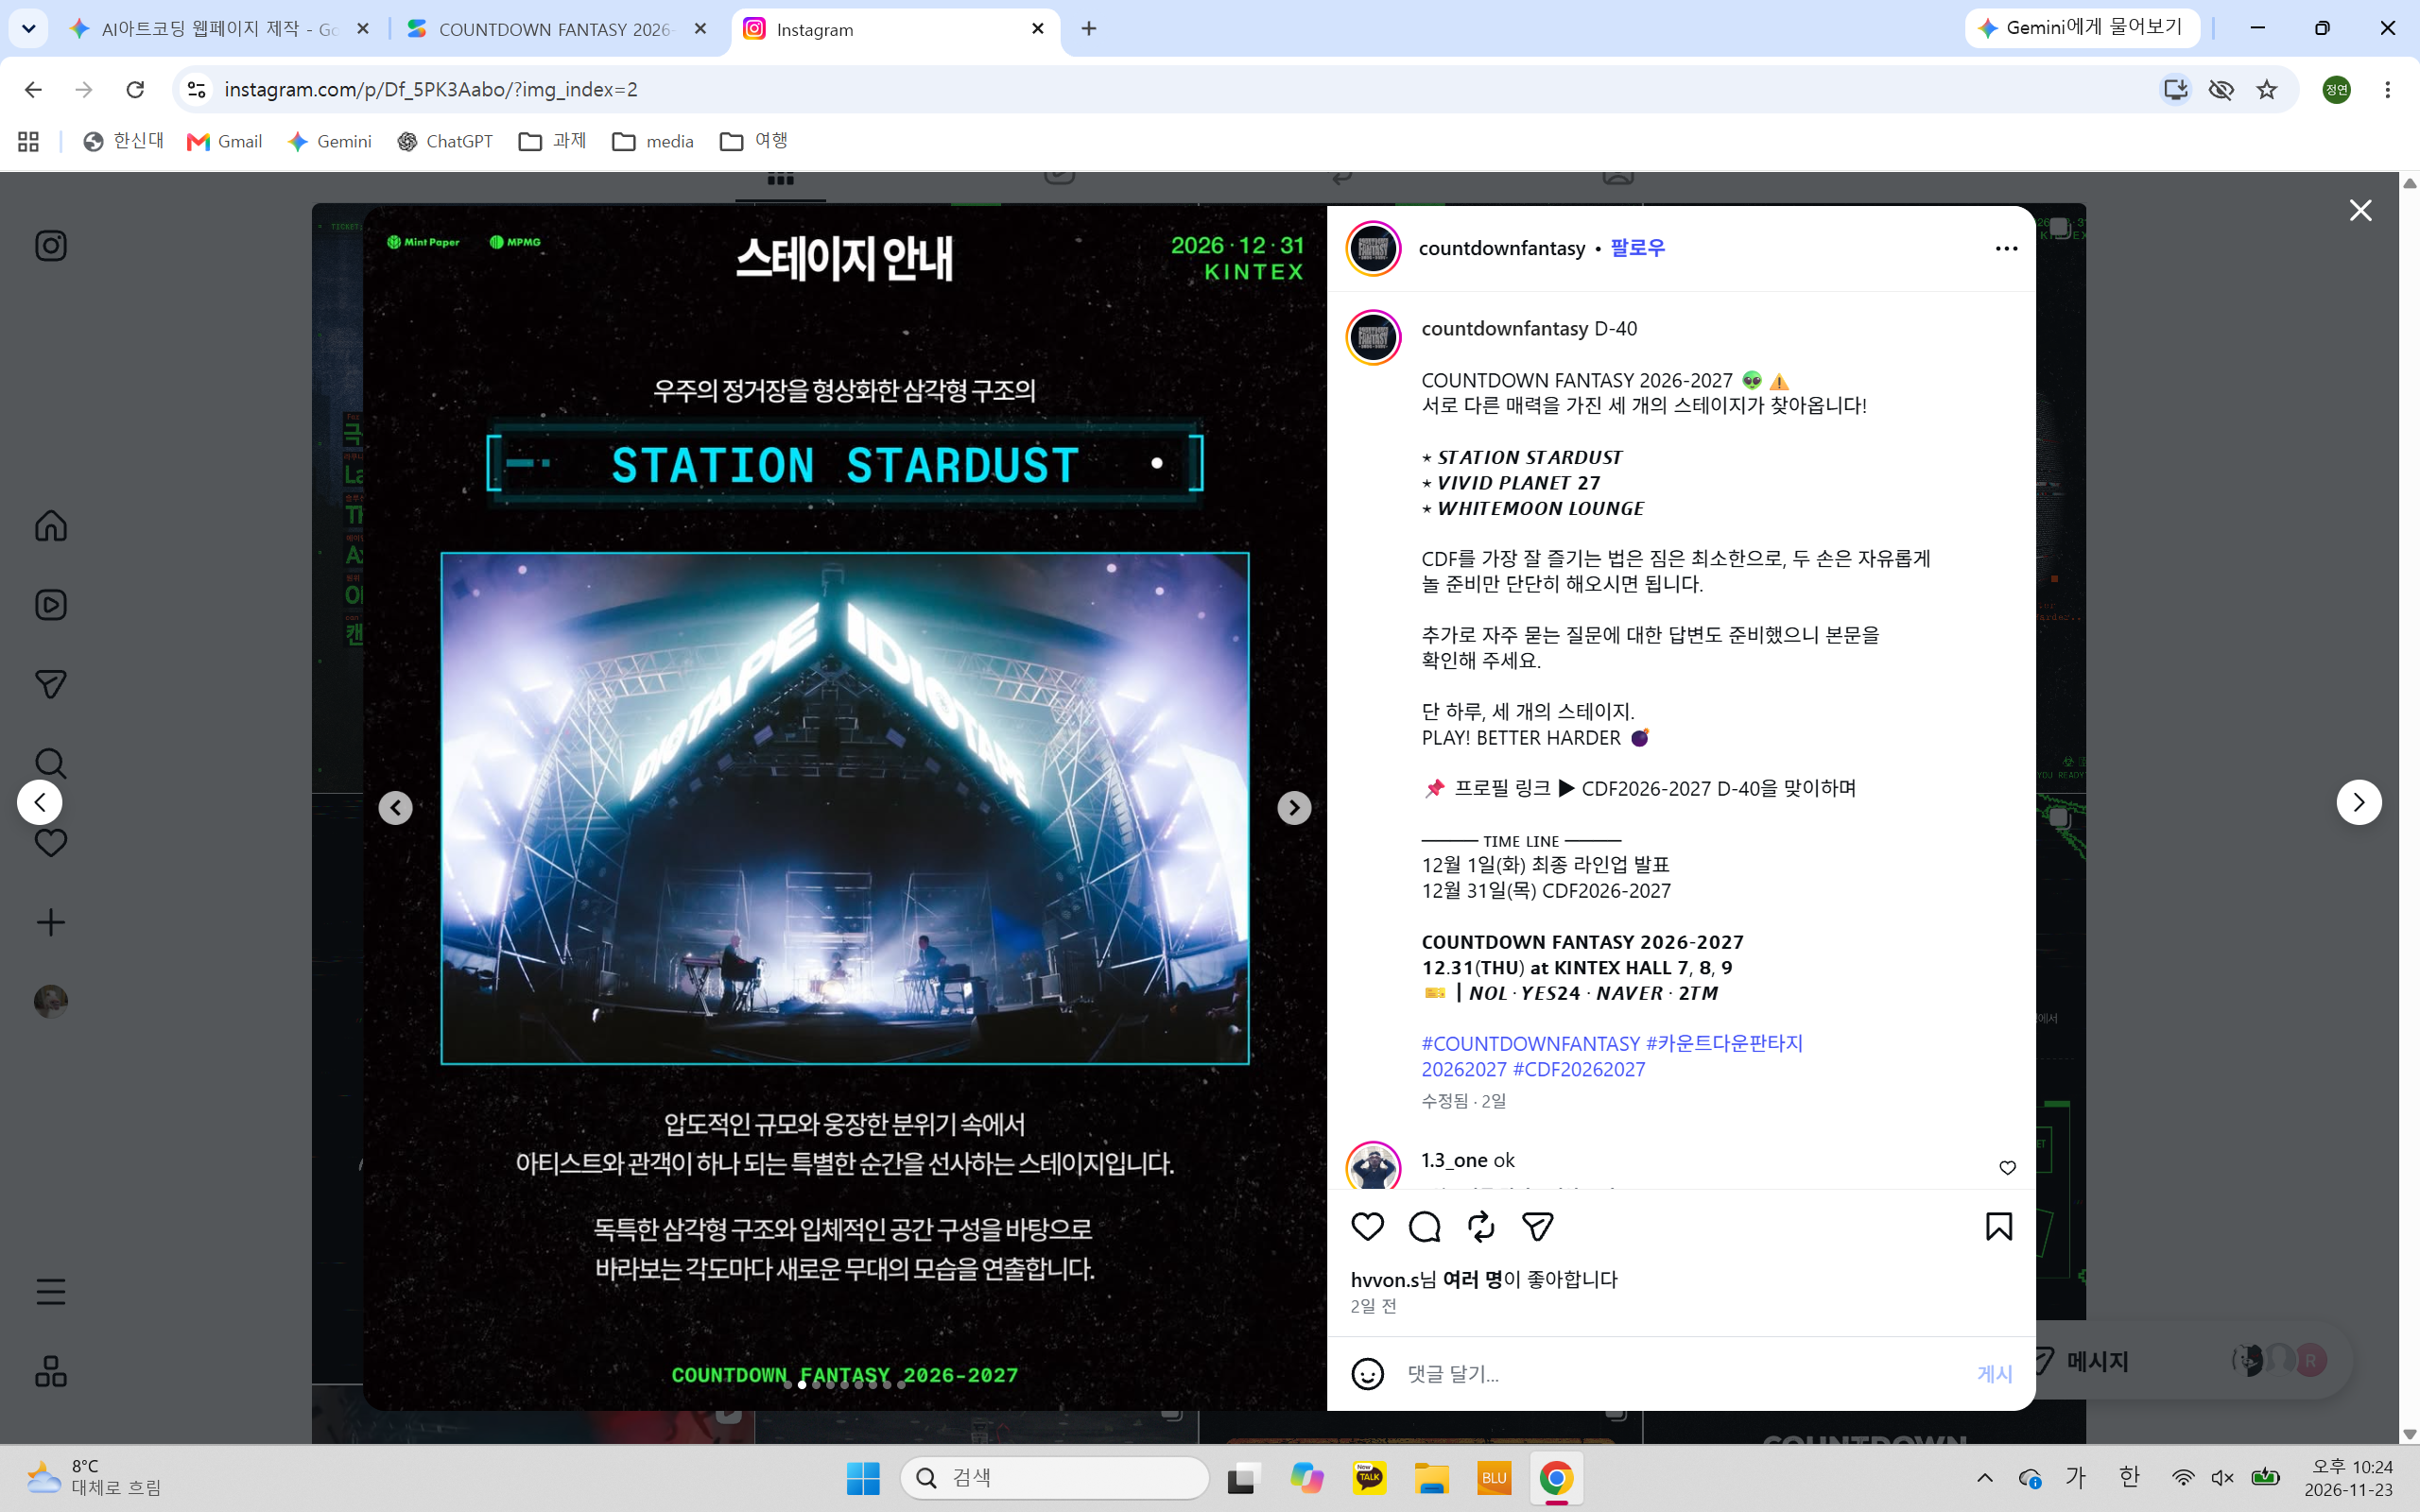 AI아트코딩 웹페이지 제작 - Go
COUNTDOWN FANTASY 2026-
Instagram
Gemini에게 물어보기
instagram.com/p/Df_5PK3Aabo/?img_index=2
정연
한신대
Gmail
Gemini
ChatGPT
과제
media
여행
Mint Paper
MPMG
스테이지 안내
2026·12·31
KINTEX
우주의 정거장을 형상화한 삼각형 구조의
STATION STARDUST
IDIOTAPE
IDIOTAPE
압도적인 규모와 웅장한 분위기 속에서
아티스트와 관객이 하나 되는 특별한 순간을 선사하는 스테이지입니다.
독특한 삼각형 구조와 입체적인 공간 구성을 바탕으로
바라보는 각도마다 새로운 무대의 모습을 연출합니다.
COUNTDOWN FANTASY 2026-2027
countdownfantasy • 팔로우
countdownfantasy D-40
COUNTDOWN FANTASY 2026-2027 👽 ⚠️
서로 다른 매력을 가진 세 개의 스테이지가 찾아옵니다!
⋆ STATION STARDUST
⋆ VIVID PLANET 27
⋆ WHITEMOON LOUNGE
CDF를 가장 잘 즐기는 법은 짐은 최소한으로, 두 손은 자유롭게
놀 준비만 단단히 해오시면 됩니다.
추가로 자주 묻는 질문에 대한 답변도 준비했으니 본문을
확인해 주세요.
단 하루, 세 개의 스테이지.
PLAY! BETTER HARDER 💣
📌 프로필 링크 ▶ CDF2026-2027 D-40을 맞이하며
──── TIME LINE ────
12월 1일(화) 최종 라인업 발표
12월 31일(목) CDF2026-2027
COUNTDOWN FANTASY 2026-2027
12.31(THU) at KINTEX HALL 7, 8, 9
🎫 ┃NOL · YES24 · NAVER · 2TM
#COUNTDOWNFANTASY #카운트다운판타지
20262027 #CDF20262027
수정됨 · 2일
1.3_one ok
hvvon.s님 여러 명이 좋아합니다
2일 전
댓글 달기...
게시
메시지
R
8°C
대체로 흐림
검색
New
TALK
BLU
가
한
오후 10:24
2026-11-23